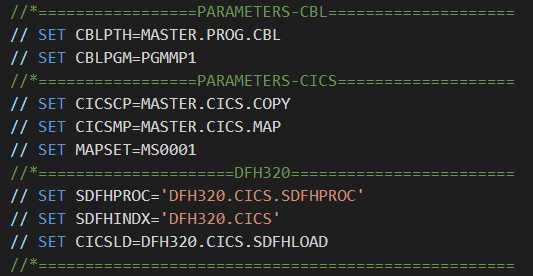 //*=================PARAMETERS-CBL====================
// SET CBLPTH=MASTER.PROG.CBL
// SET CBLPGM=PGMMP1
//*=================PARAMETERS-CICS===================
// SET CICSCP=MASTER.CICS.COPY
// SET CICSMP=MASTER.CICS.MAP
// SET MAPSET=MS0001
//*=====================DFH320========================
// SET SDFHPROC='DFH320.CICS.SDFHPROC'
// SET SDFHINDX='DFH320.CICS'
// SET CICSLD=DFH320.CICS.SDFHLOAD
//*===================================================